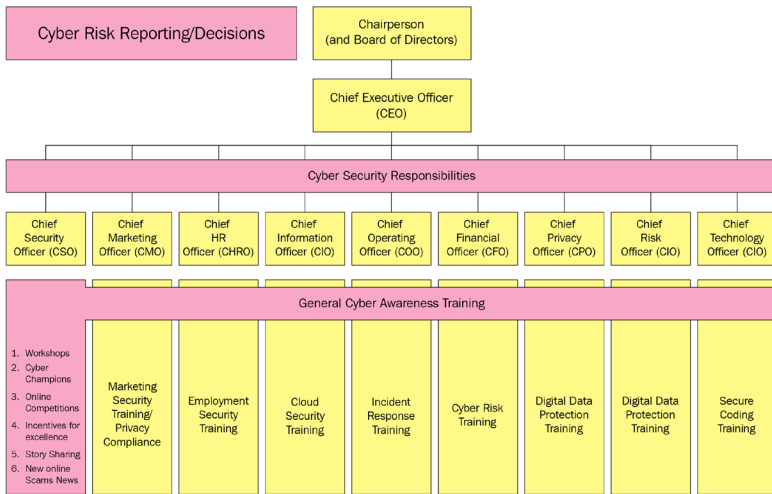 Cyber Risk Reporting/Decisions
Chairperson
(and Board of Directors)
Chief Executive Officer
(CEO)
Cyber Security Responsibilities
Chief
Security
Officer (CSO)
Chief
Marketing
Officer (CMO)
Chief
HR
Officer (CHRO)
Chief
Information
Officer (CIO)
Chief
Operating
Officer (COO)
Chief
Financial
Officer (CFO)
Chief
Privacy
Officer (CPO)
Chief
Risk
Officer (CIO)
Chief
Technology
Officer (CIO)
General Cyber Awareness Training
1. Workshops
2. Cyber
Champions
3. Online
Competitions
4. Incentives for
excellence
5. Story Sharing
6. New online
Scams News
Marketing
Security
Training/
Privacy
Compliance
Employment
Security
Training
Cloud
Security
Training
Incident
Response
Training
Cyber Risk
Training
Digital Data
Protection
Training
Digital Data
Protection
Training
Secure
Coding
Training